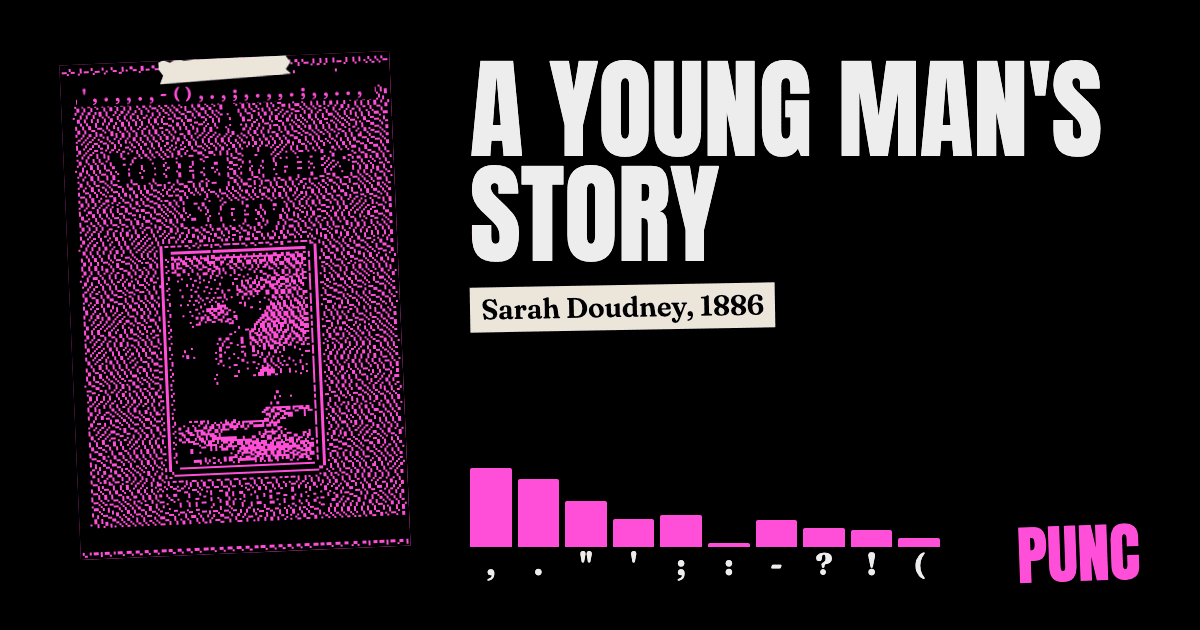 A
Young Man's
Story
A YOUNG MAN'S
STORY
Sarah Doudney, 1886
, . " ' ; : - ? ! (
PUNC